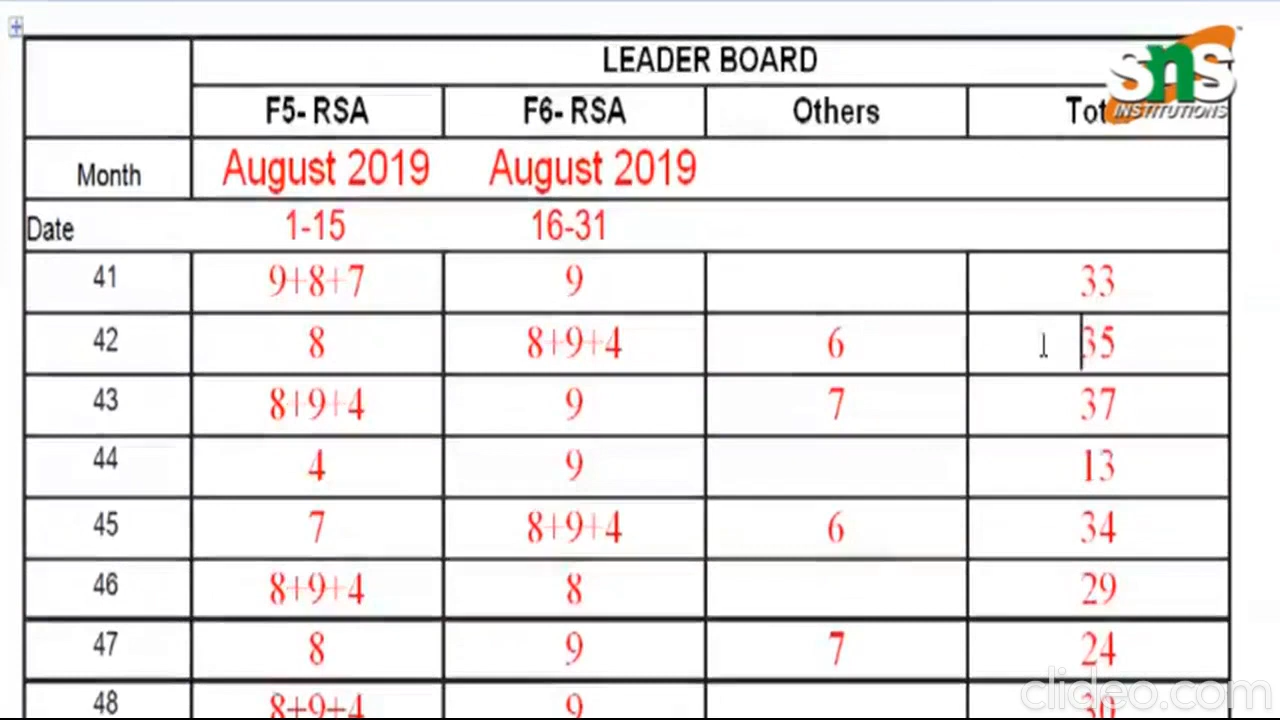 LEADER BOARD
sns
INSTITUTIONS
F5- RSA F6- RSA Others Tot
Month August 2019 August 2019
Date 1-15 16-31
41 9+8+7 9 33
42 8 8+9+4 6 35
43 8+9+4 9 7 37
44 4 9 13
45 7 8+9+4 6 34
46 8+9+4 8 29
47 8 9 7 24
48 8+9+4 9 30
clideo.com